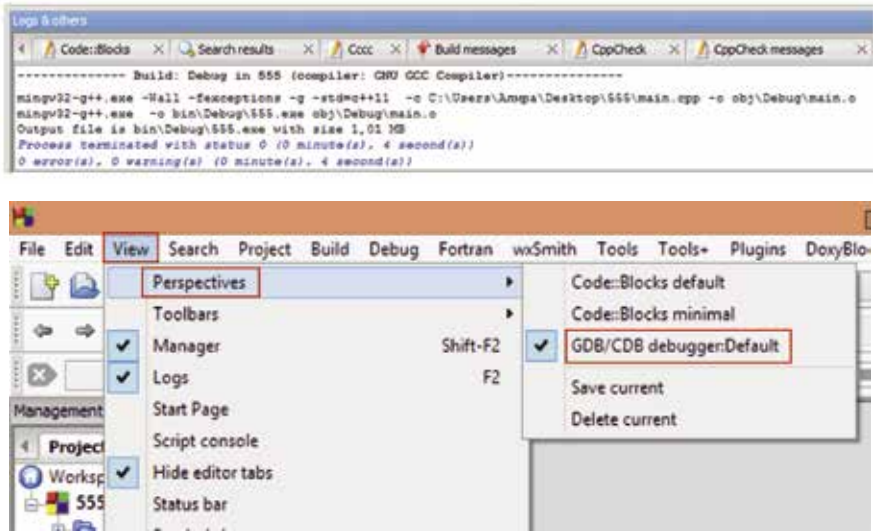 Logs & others
Code::Blocks Search results Cccc Build messages CppCheck CppCheck messages
-------------- Build: Debug in 555 (compiler: GNU GCC Compiler)---------------
mingw32-g++.exe -Wall -fexceptions -g -std=c++11 -c C:\Users\Anupa\Desktop\555\main.cpp -o obj\Debug\main.o
mingw32-g++.exe -o bin\Debug\555.exe obj\Debug\main.o
Output file is bin\Debug\555.exe with size 1,01 MB
Process terminated with status 0 (0 minute(s), 4 second(s))
0 error(s), 0 warning(s) (0 minute(s), 4 second(s))
File Edit View Search Project Build Debug Fortran wxSmith Tools Tools+ Plugins DoxyBlo
Perspectives
Toolbars
Manager Shift-F2
Logs F2
Start Page
Script console
Hide editor tabs
Status bar
Code::Blocks default
Code::Blocks minimal
GDB/CDB debugger:Default
Save current
Delete current
Management
Project
Worksp
555